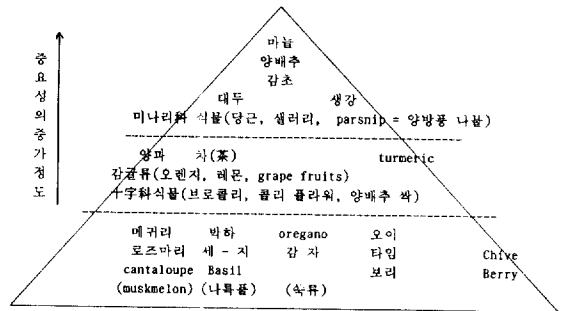 중요성의 증가 정도
마늘
양배추
감초
대두 생강
미나리科 식물(당근, 샐러리, parsnip = 양방풍 나물)
양파 차(茶) turmeric
감귤류(오렌지, 레몬, grape fruits)
十字科식물(브로콜리, 콜리 플라워, 양배추 싹)
메귀리 박하 oregano 오이
로즈마리 세-지 감자 타임 Chive
cantaloupe Basil 보리 Berry
(muskmelon) (나륵풀) (쑥류)